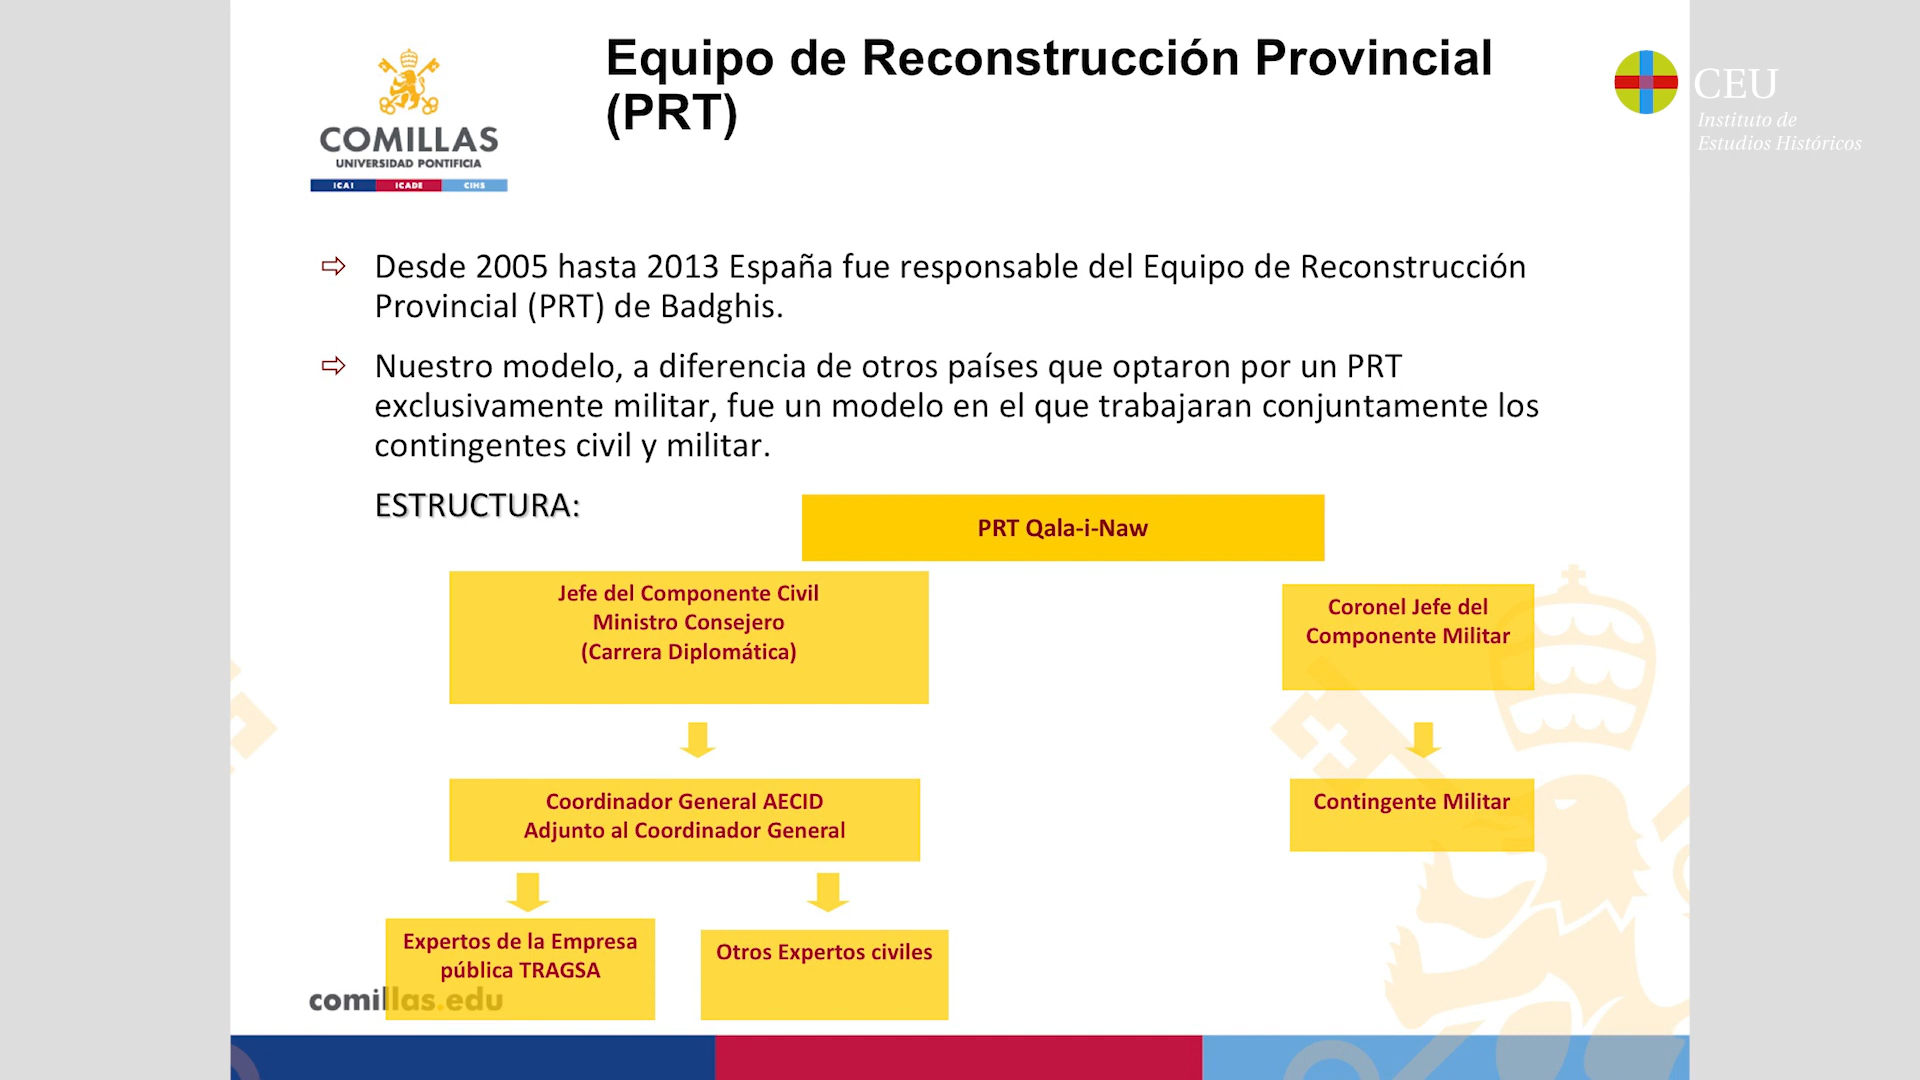 Equipo de Reconstrucción Provincial
(PRT)
COMILLAS
UNIVERSIDAD PONTIFICIA
ICAI ICADE CIHS
CEU
Instituto de
Estudios Históricos
Desde 2005 hasta 2013 España fue responsable del Equipo de Reconstrucción
Provincial (PRT) de Badghis.
Nuestro modelo, a diferencia de otros países que optaron por un PRT
exclusivamente militar, fue un modelo en el que trabajaran conjuntamente los
contingentes civil y militar.
ESTRUCTURA:
PRT Qala-i-Naw
Jefe del Componente Civil
Ministro Consejero
(Carrera Diplomática)
Coronel Jefe del
Componente Militar
Coordinador General AECID
Adjunto al Coordinador General
Contingente Militar
Expertos de la Empresa
pública TRAGSA
Otros Expertos civiles
comillas.edu